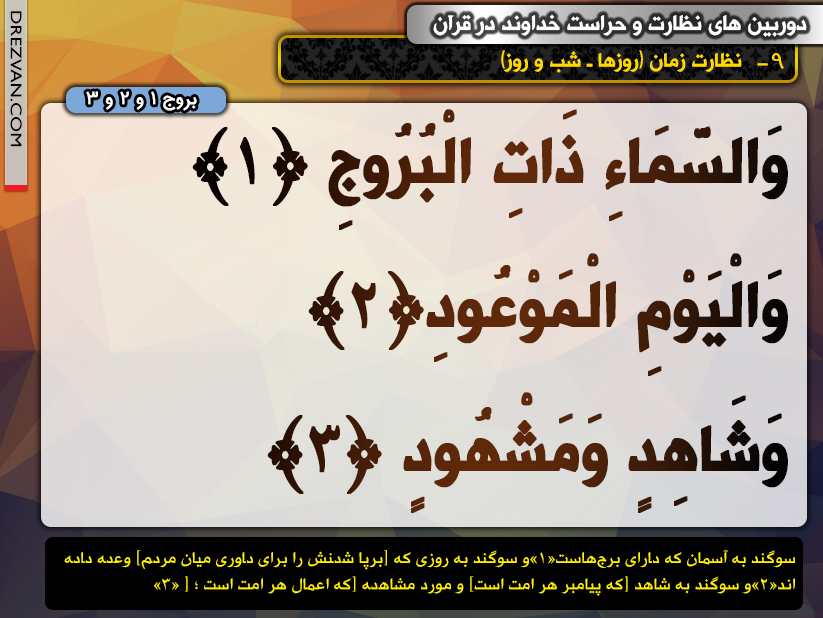 دوربین های نظارت و حراست خداوند در قرآن
۹- نظارت زمان (روزها ـ شب و روز)
بروج ۱ و ۲ و ۳
DREZVAN.COM
وَالسَّمَاءِ ذَاتِ الْبُرُوجِ ﴿۱﴾
وَالْيَوْمِ الْمَوْعُودِ﴿۲﴾
وَشَاهِدٍ وَمَشْهُودٍ ﴿۳﴾
سوگند به آسمان که دارای برج‌هاست«۱»و سوگند به روزی که [برپا شدنش را برای داوری میان مردم] وعده داده
اند«۲»و سوگند به شاهد [که پیامبر هر امت است] و مورد مشاهده [که اعمال هر امت است ؛ [ «۳»